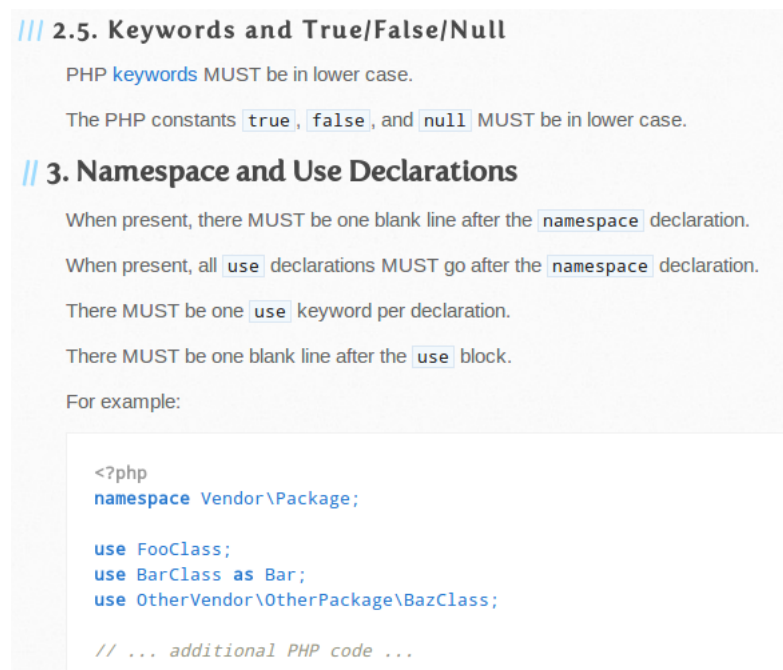 /// 2.5. Keywords and True/False/Null
PHP keywords MUST be in lower case.
The PHP constants true, false, and null MUST be in lower case.
// 3. Namespace and Use Declarations
When present, there MUST be one blank line after the namespace declaration.
When present, all use declarations MUST go after the namespace declaration.
There MUST be one use keyword per declaration.
There MUST be one blank line after the use block.
For example:
<?php
namespace Vendor\Package;
use FooClass;
use BarClass as Bar;
use OtherVendor\OtherPackage\BazClass;
// ... additional PHP code ...